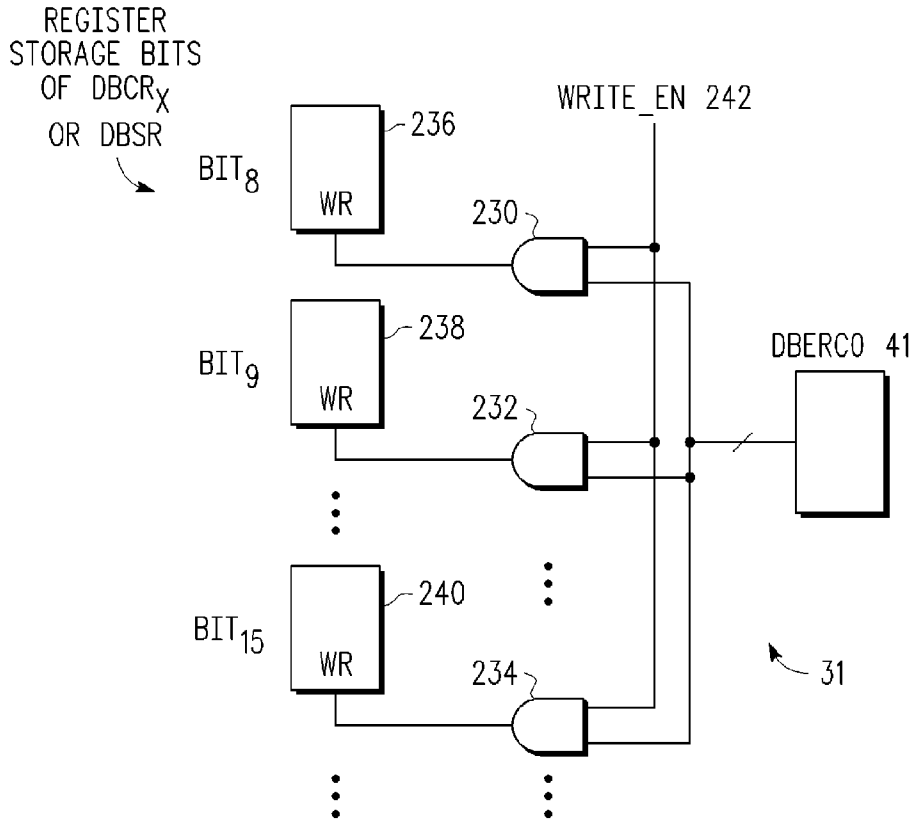 REGISTER
STORAGE BITS
OF DBCRX
OR DBSR
WRITE_EN 242
236
BIT8
WR
230
238
DBERC0 41
BIT9
WR
232
240
BIT15
WR
234
31